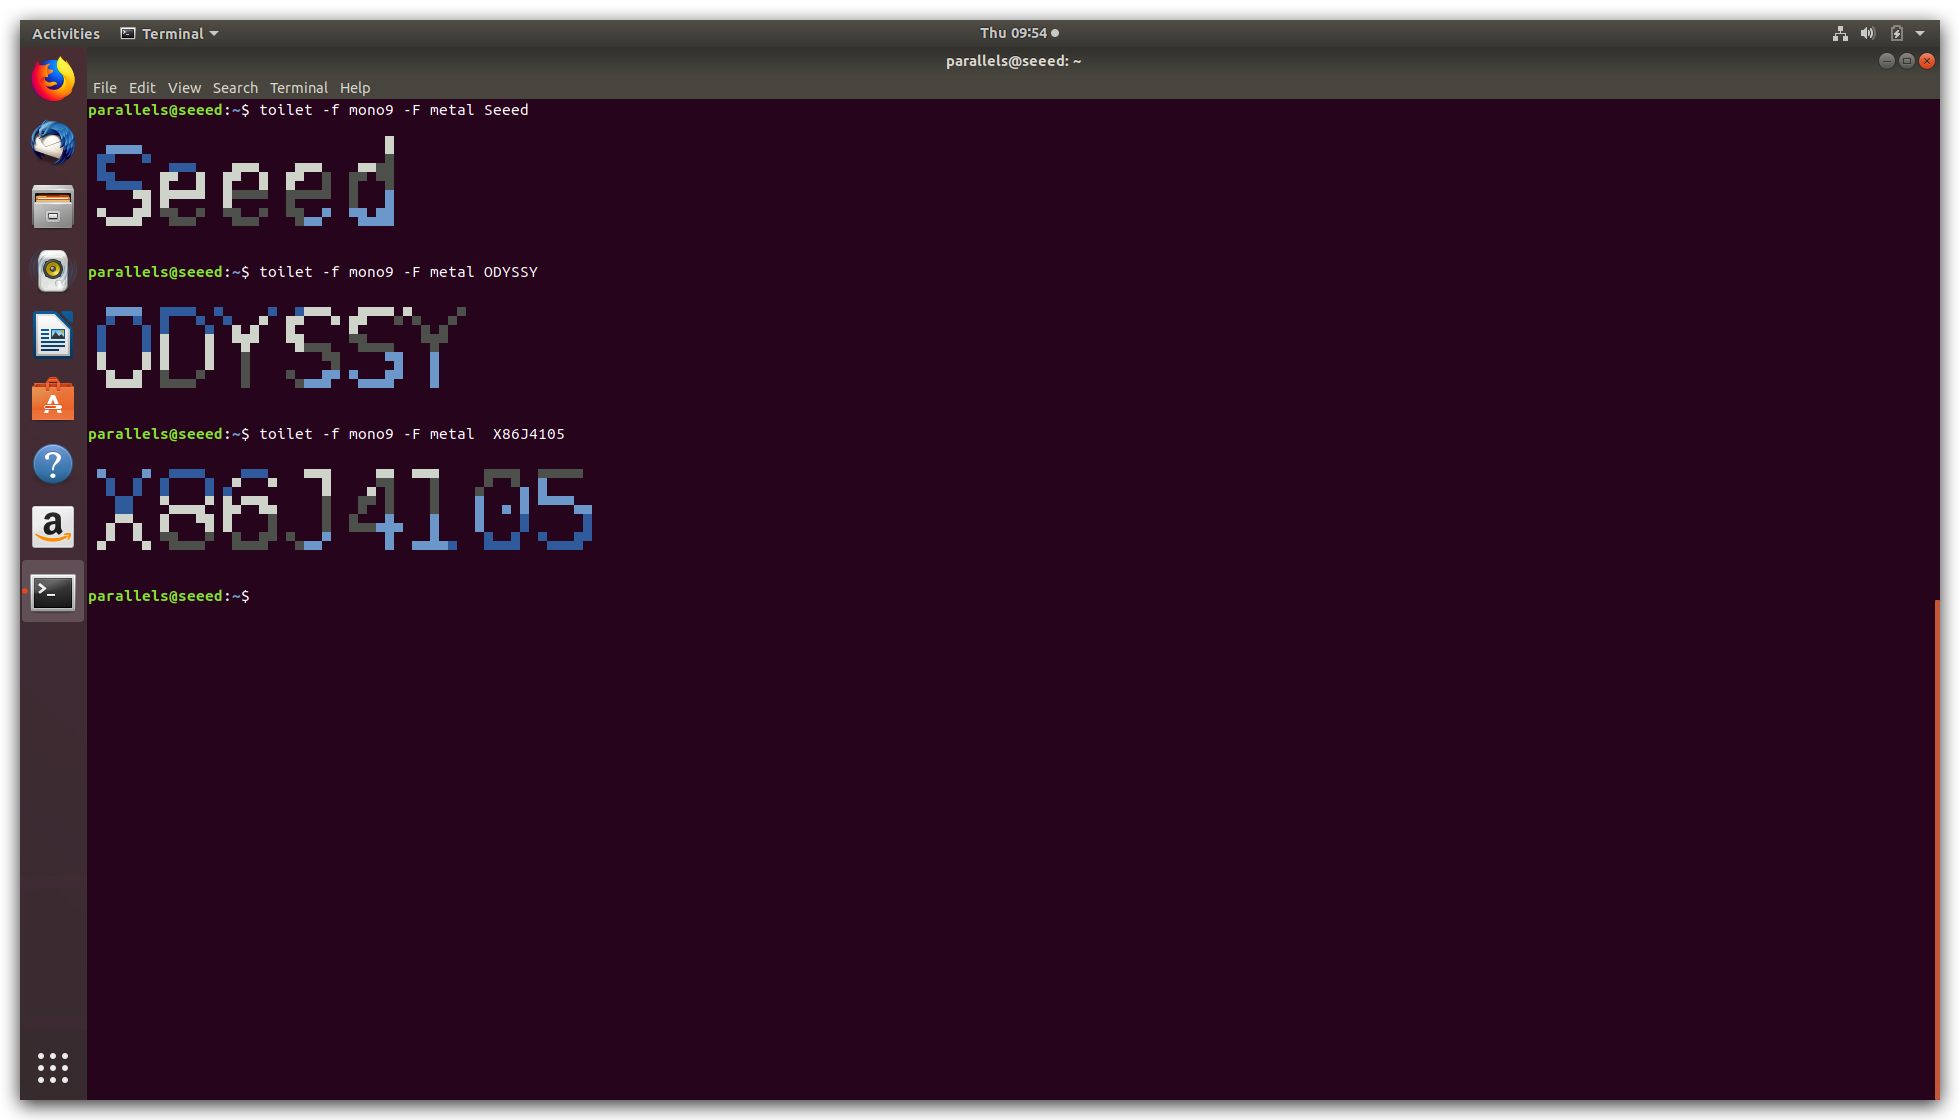 Activities Terminal Thu 09:54
parallels@seeed: ~
File Edit View Search Terminal Help
parallels@seeed:~$ toilet -f mono9 -F metal Seeed
Seeed
parallels@seeed:~$ toilet -f mono9 -F metal ODYSSY
ODYSSY
parallels@seeed:~$ toilet -f mono9 -F metal  X86J4105
X86J4105
parallels@seeed:~$